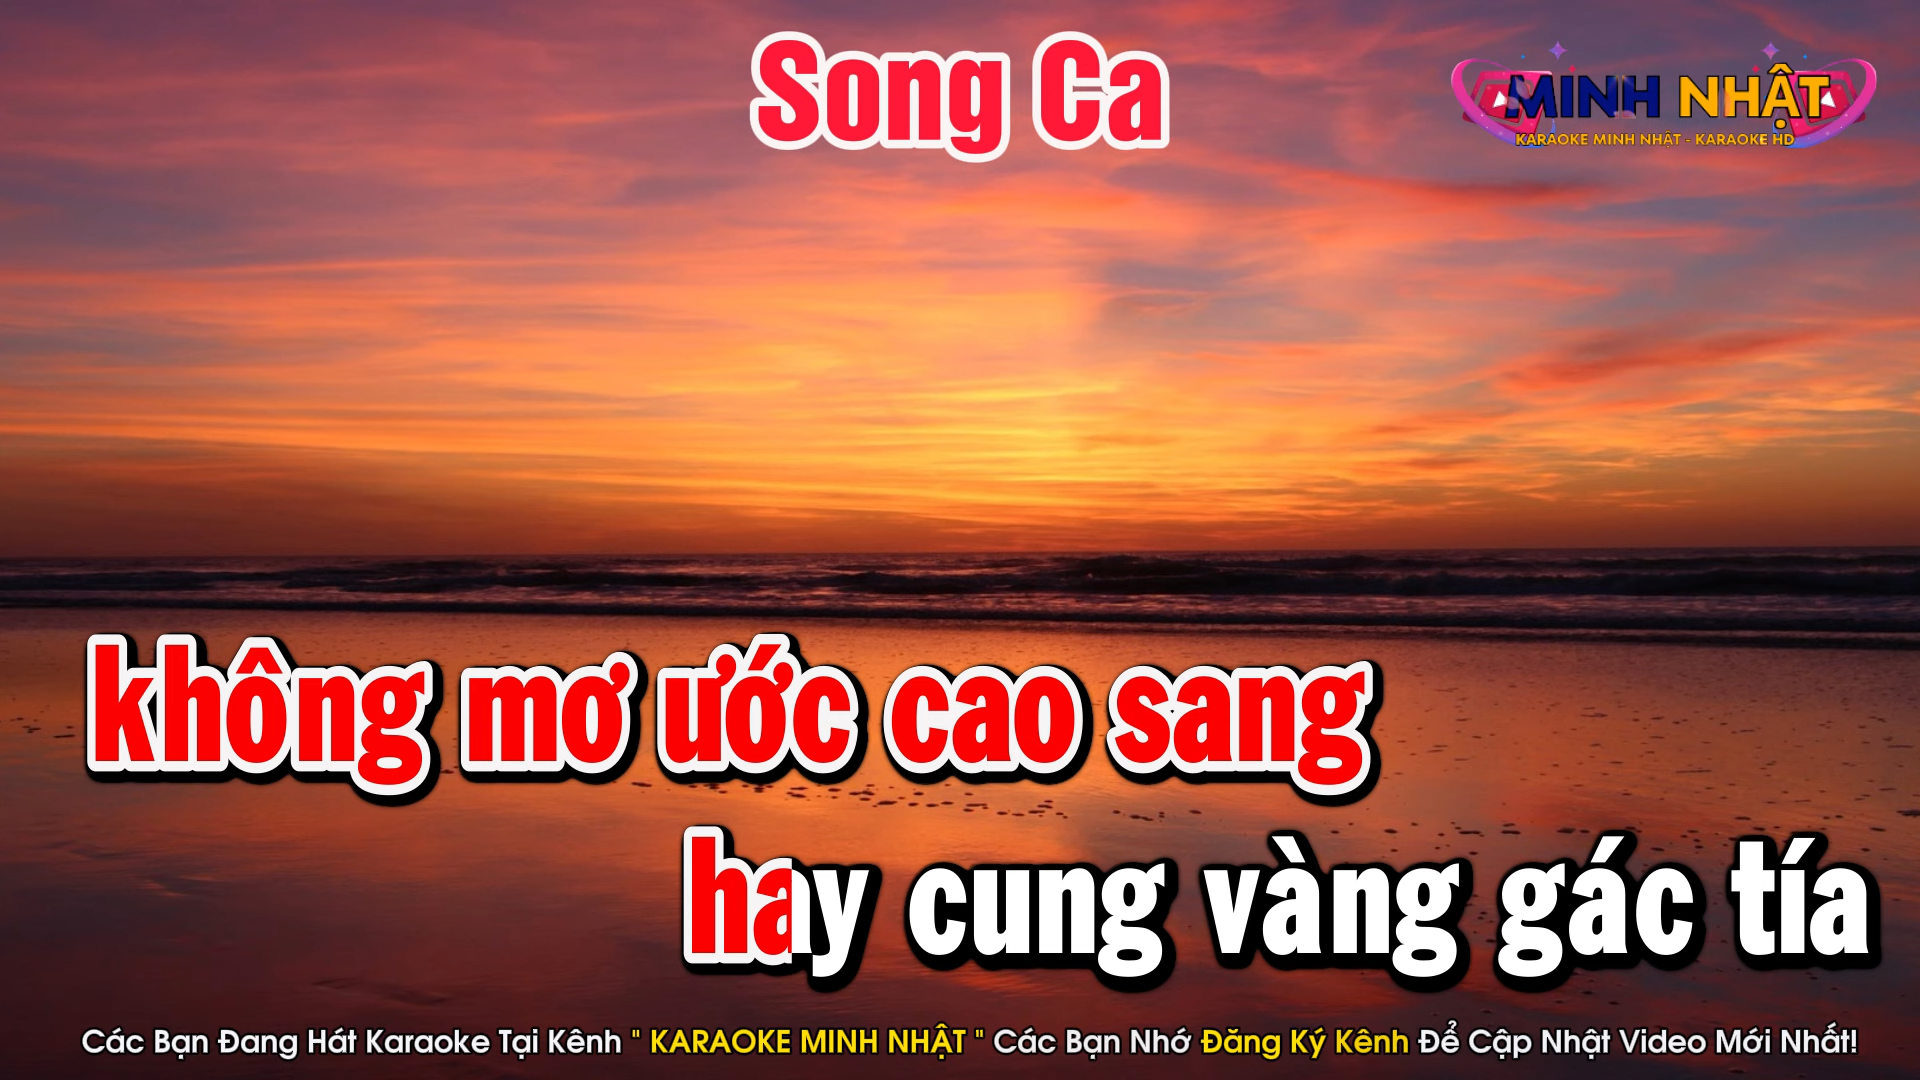 Song Ca
MINH NHẬT
KARAOKE MINH NHẬT - KARAOKE HD
không mơ ước cao sang
hay cung vàng gác tía
Các Bạn Đang Hát Karaoke Tại Kênh " KARAOKE MINH NHẬT " Các Bạn Nhớ Đăng Ký Kênh Để Cập Nhật Video Mới Nhất!